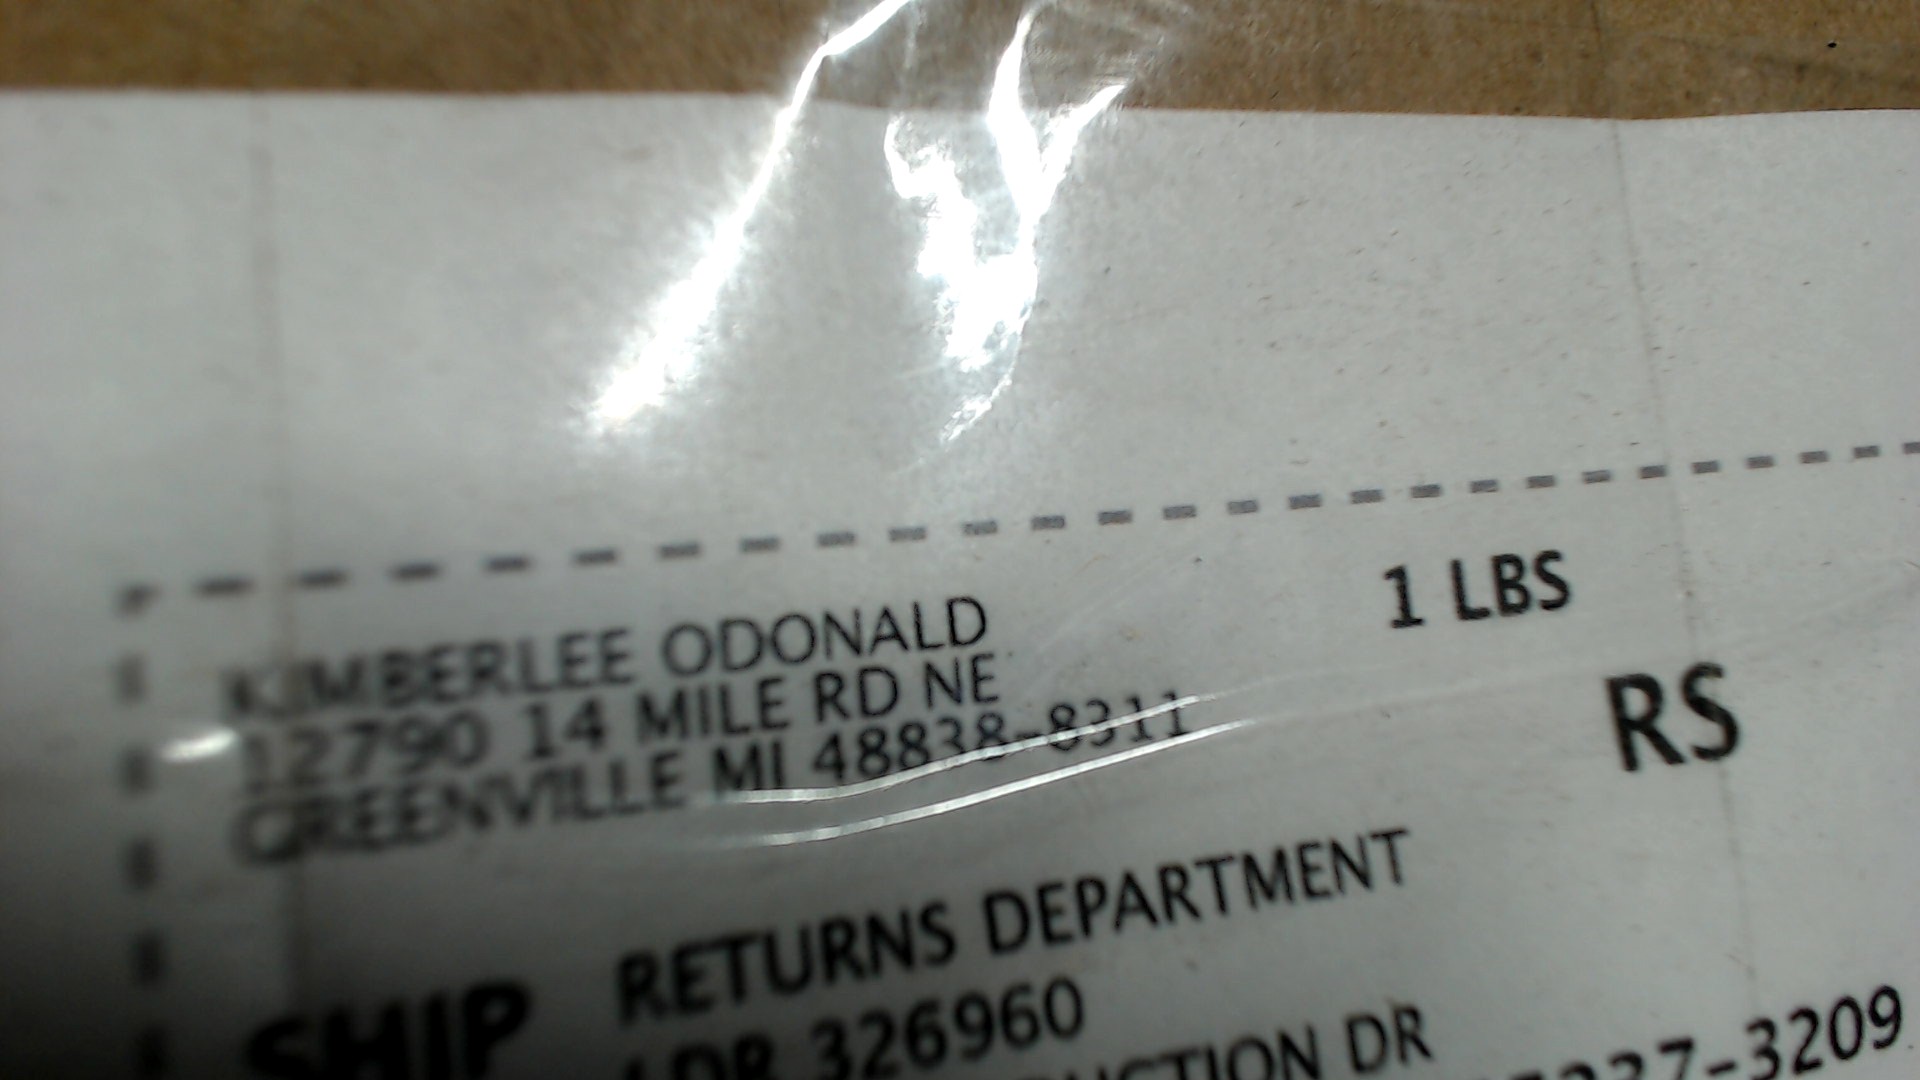 KIMBERLEE ODONALD
1 LBS
12790 14 MILE RD NE
GREENVILLE MI 48838-8311
RS
RETURNS DEPARTMENT
SHIP
LDR 326960
DR
-3209